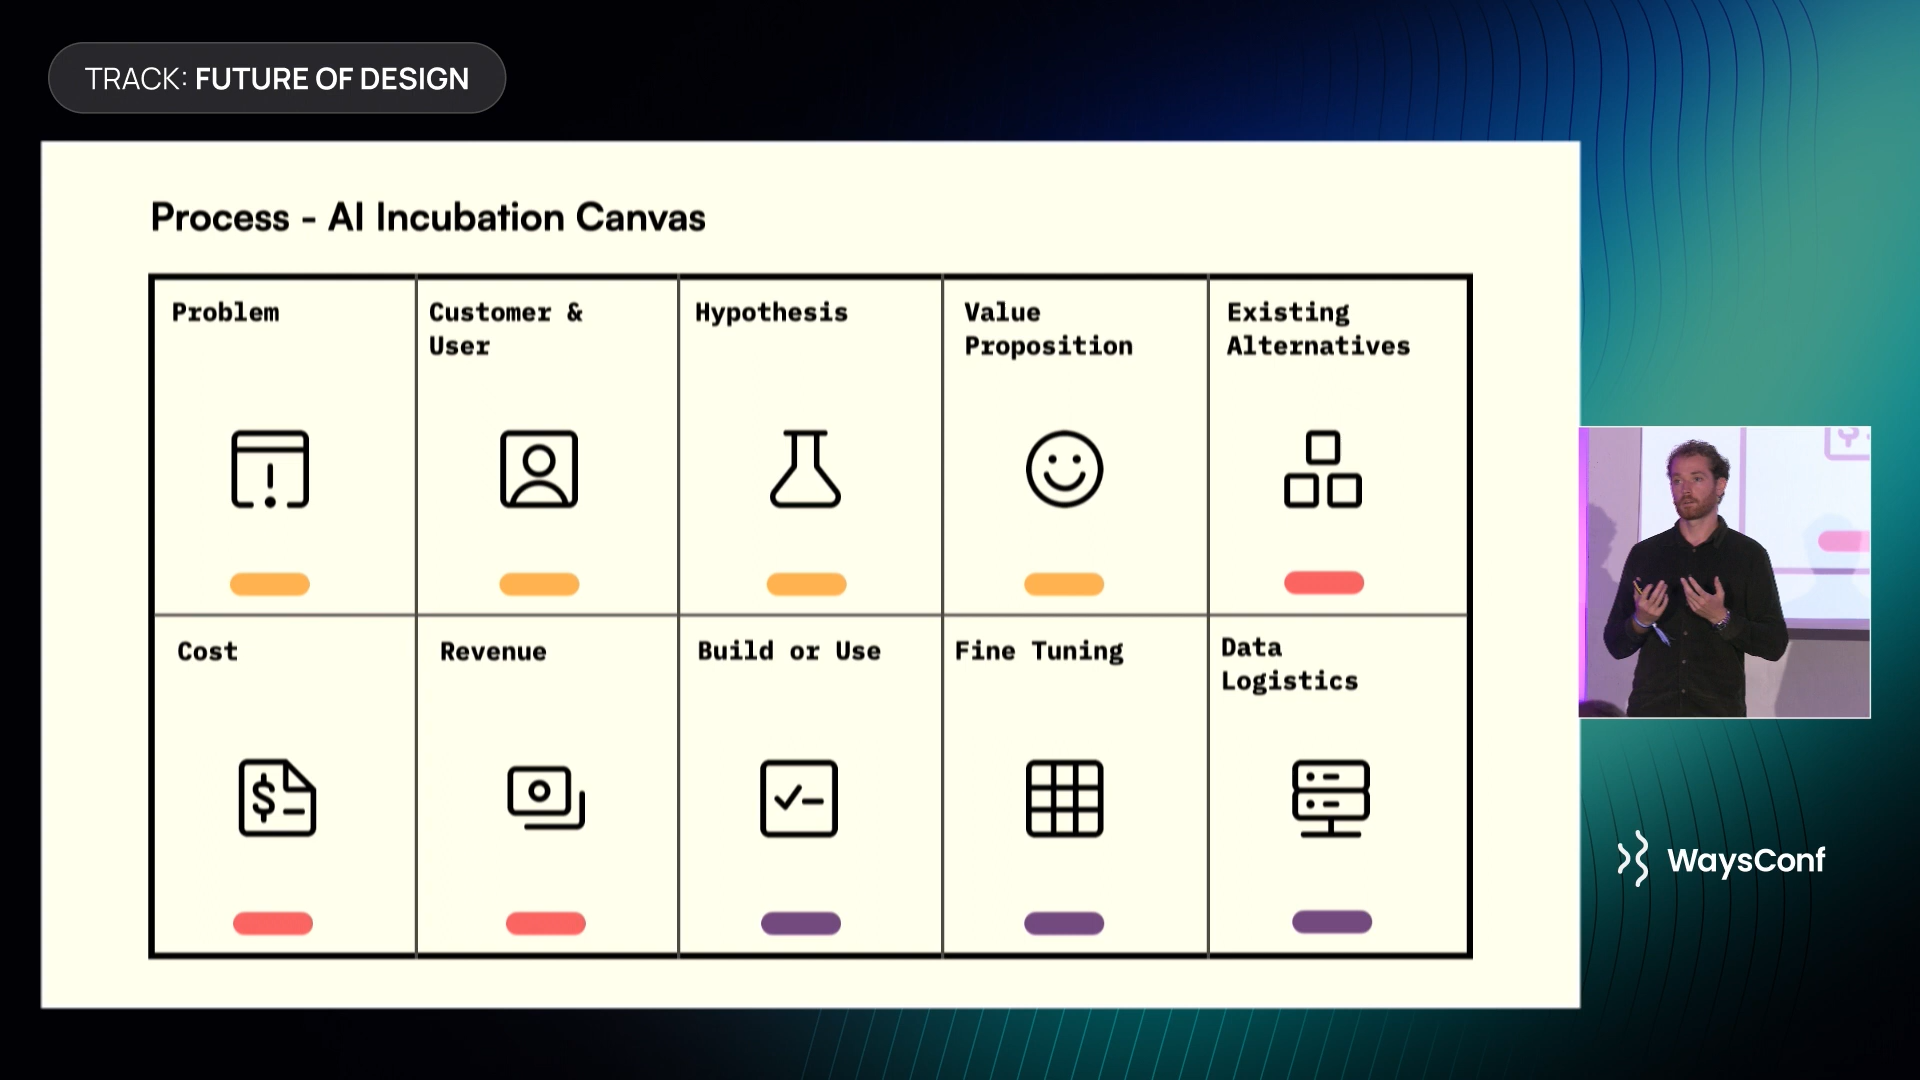 TRACK: FUTURE OF DESIGN
Process - AI Incubation Canvas
Problem
Customer &
User
Hypothesis
Value
Proposition
Existing
Alternatives
Cost
Revenue
Build or Use
Fine Tuning
Data
Logistics
WaysConf